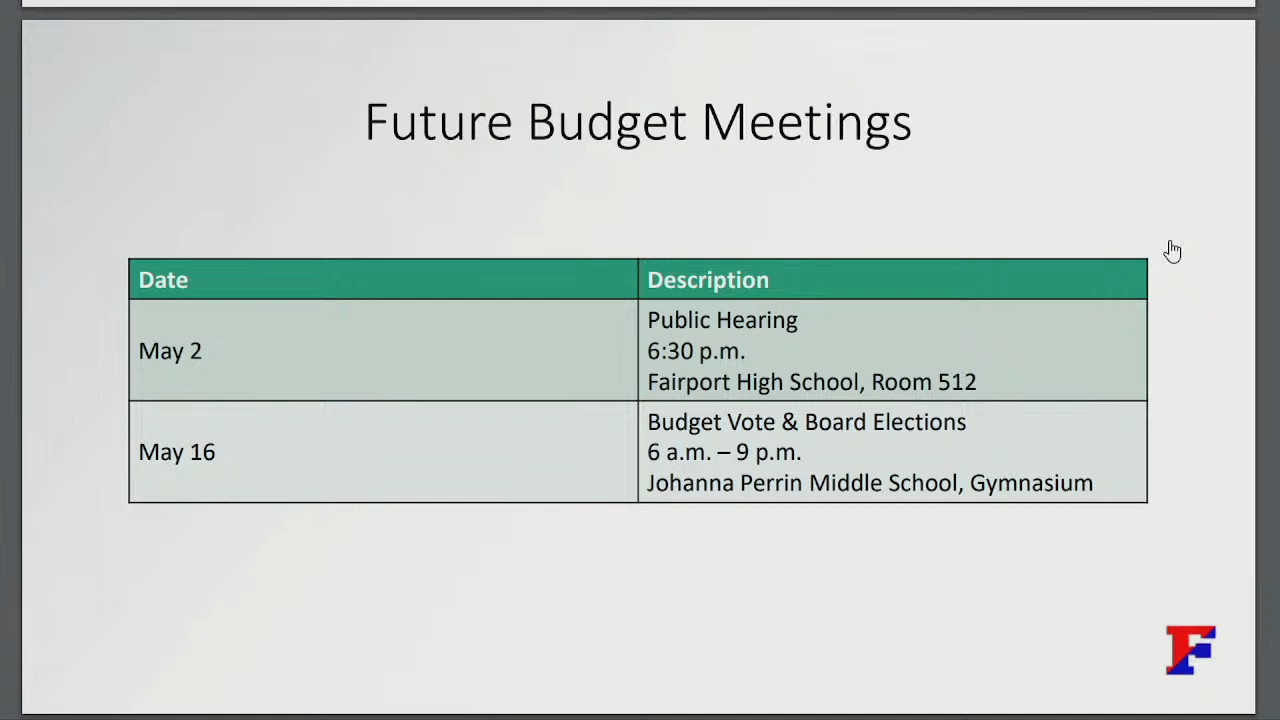 Future Budget Meetings
Date
Description
May 2
Public Hearing
6:30 p.m.
Fairport High School, Room 512
May 16
Budget Vote & Board Elections
6 a.m. – 9 p.m.
Johanna Perrin Middle School, Gymnasium
F